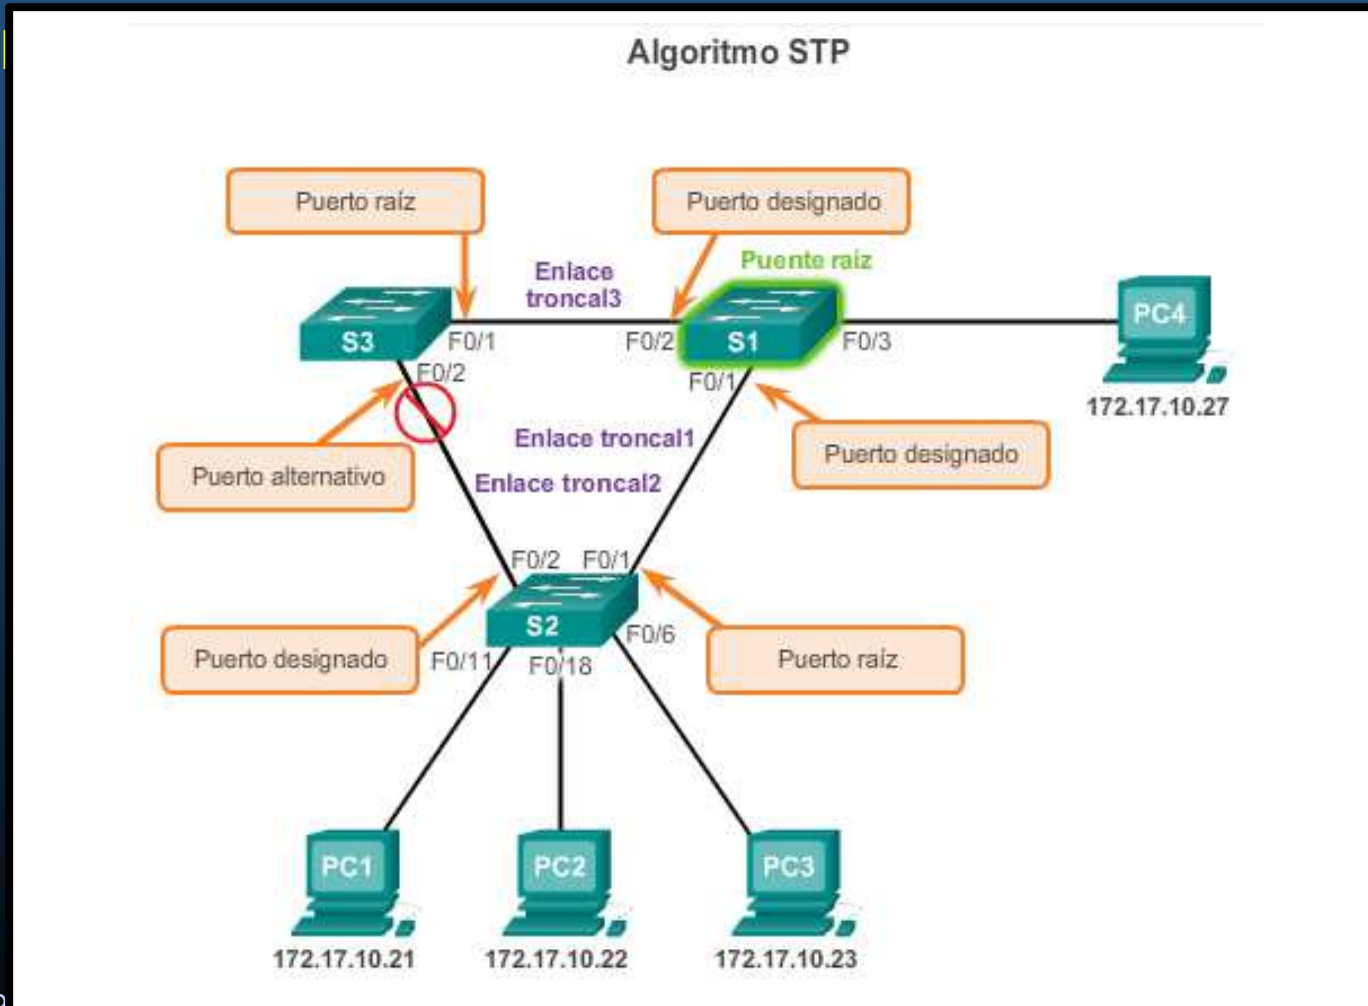 Algoritmo STP
Puerto raíz
Puerto designado
Puente raíz
Enlace
troncal3
S3
F0/1
F0/2
S1
F0/3
PC4
F0/2
F0/1
172.17.10.27
Enlace troncal1
Puerto designado
Puerto alternativo
Enlace troncal2
F0/2
F0/1
S2
F0/6
Puerto designado
F0/11
F0/18
Puerto raíz
PC1
PC2
PC3
172.17.10.21
172.17.10.22
172.17.10.23